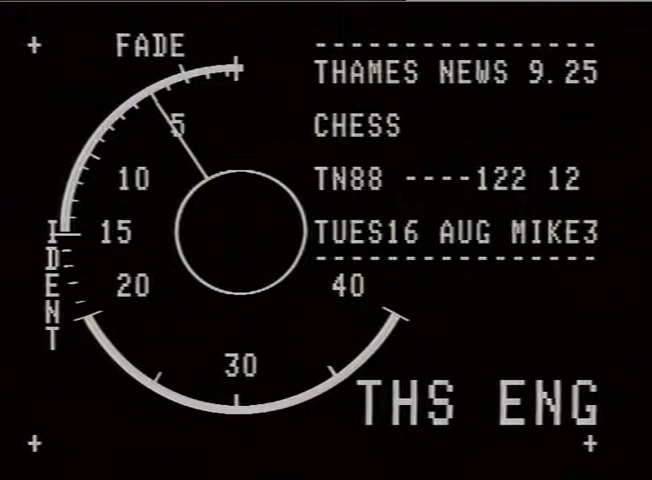 FADE
THAMES NEWS 9.25
CHESS
TN88 ----122 12
TUES16 AUG MIKE3
5
10
15
20
30
40
IDENT
THS ENG